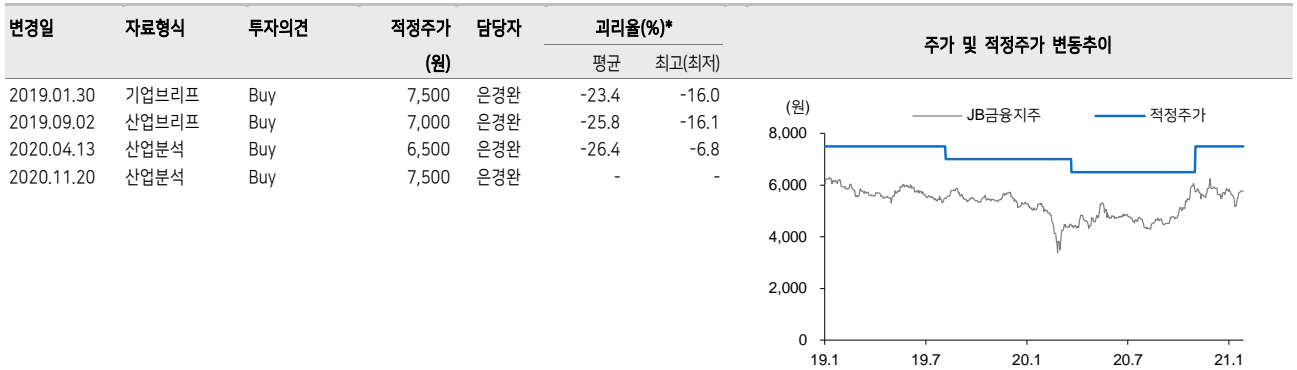 변경일 자료형식 투자의견 적정주가 담당자 괴리율(%)*
(원) 평균 최고(최저)
2019.01.30 기업브리프 Buy 7,500 은경완 -23.4 -16.0
2019.09.02 산업브리프 Buy 7,000 은경완 -25.8 -16.1
2020.04.13 산업분석 Buy 6,500 은경완 -26.4 -6.8
2020.11.20 산업분석 Buy 7,500 은경완 - -
주가 및 적정주가 변동추이
(원)
JB금융지주 적정주가
8,000
6,000
4,000
2,000
0
19.1 19.7 20.1 20.7 21.1